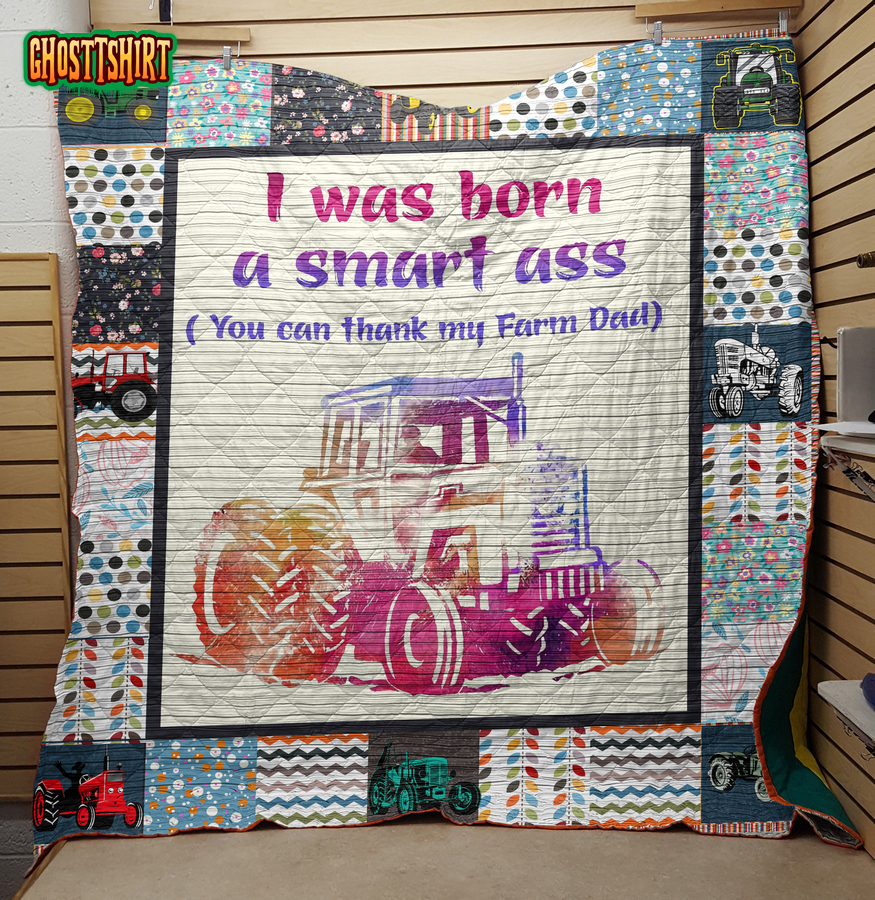 GHOSTTSHIRT
I was born
a smart ass
( You can thank my Farm Dad)